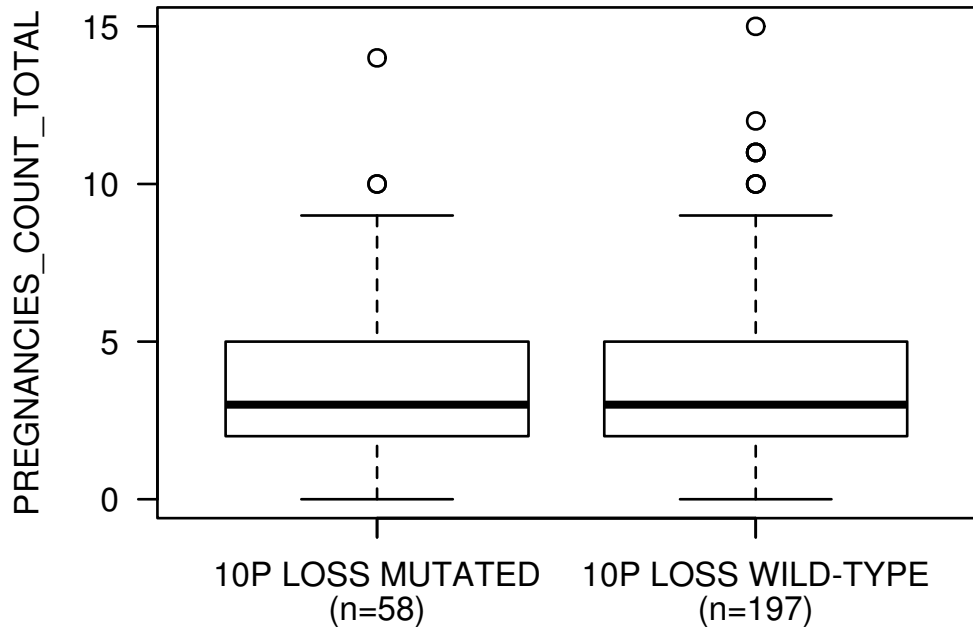 PREGNANCIES_COUNT_TOTAL
15
10
5
0
10P LOSS MUTATED
(n=58)
10P LOSS WILD-TYPE
(n=197)